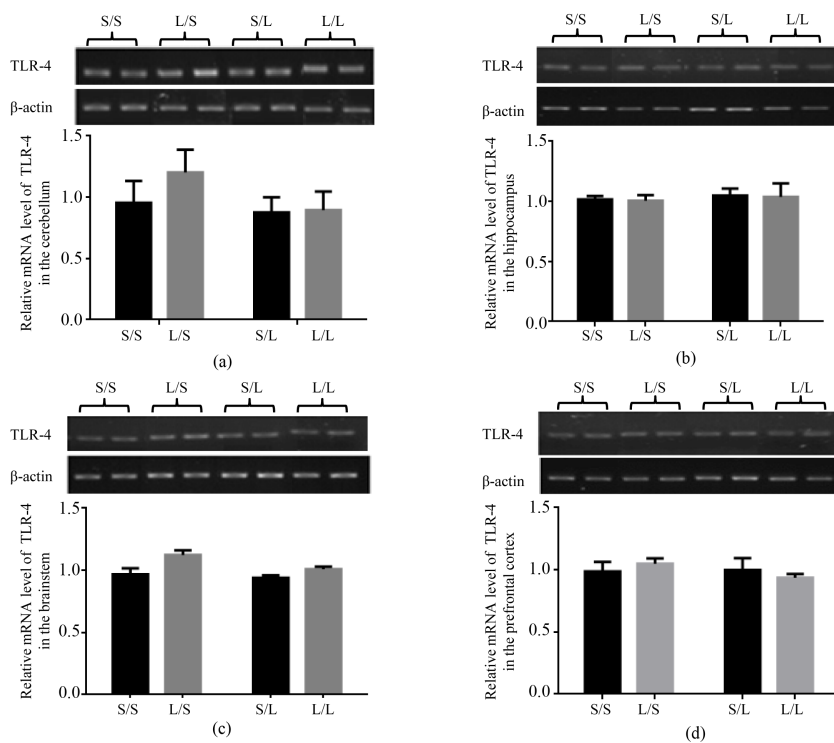 S/S L/S S/L L/L
TLR-4
β-actin
Relative mRNA level of TLR-4
in the cerebellum
1.5
1.0
0.5
0.0
S/S L/S S/L L/L
(a)
S/S L/S S/L L/L
TLR-4
β-actin
Relative mRNA level of TLR-4
in the hippocampus
1.5
1.0
0.5
0.0
S/S L/S S/L L/L
(b)
S/S L/S S/L L/L
TLR-4
β-actin
Relative mRNA level of TLR-4
in the brainstem
1.5
1.0
0.5
0.0
S/S L/S S/L L/L
(c)
S/S L/S S/L L/L
TLR-4
β-actin
Relative mRNA level of TLR-4
in the prefrontal cortex
1.5
1.0
0.5
0.0
S/S L/S S/L L/L
(d)